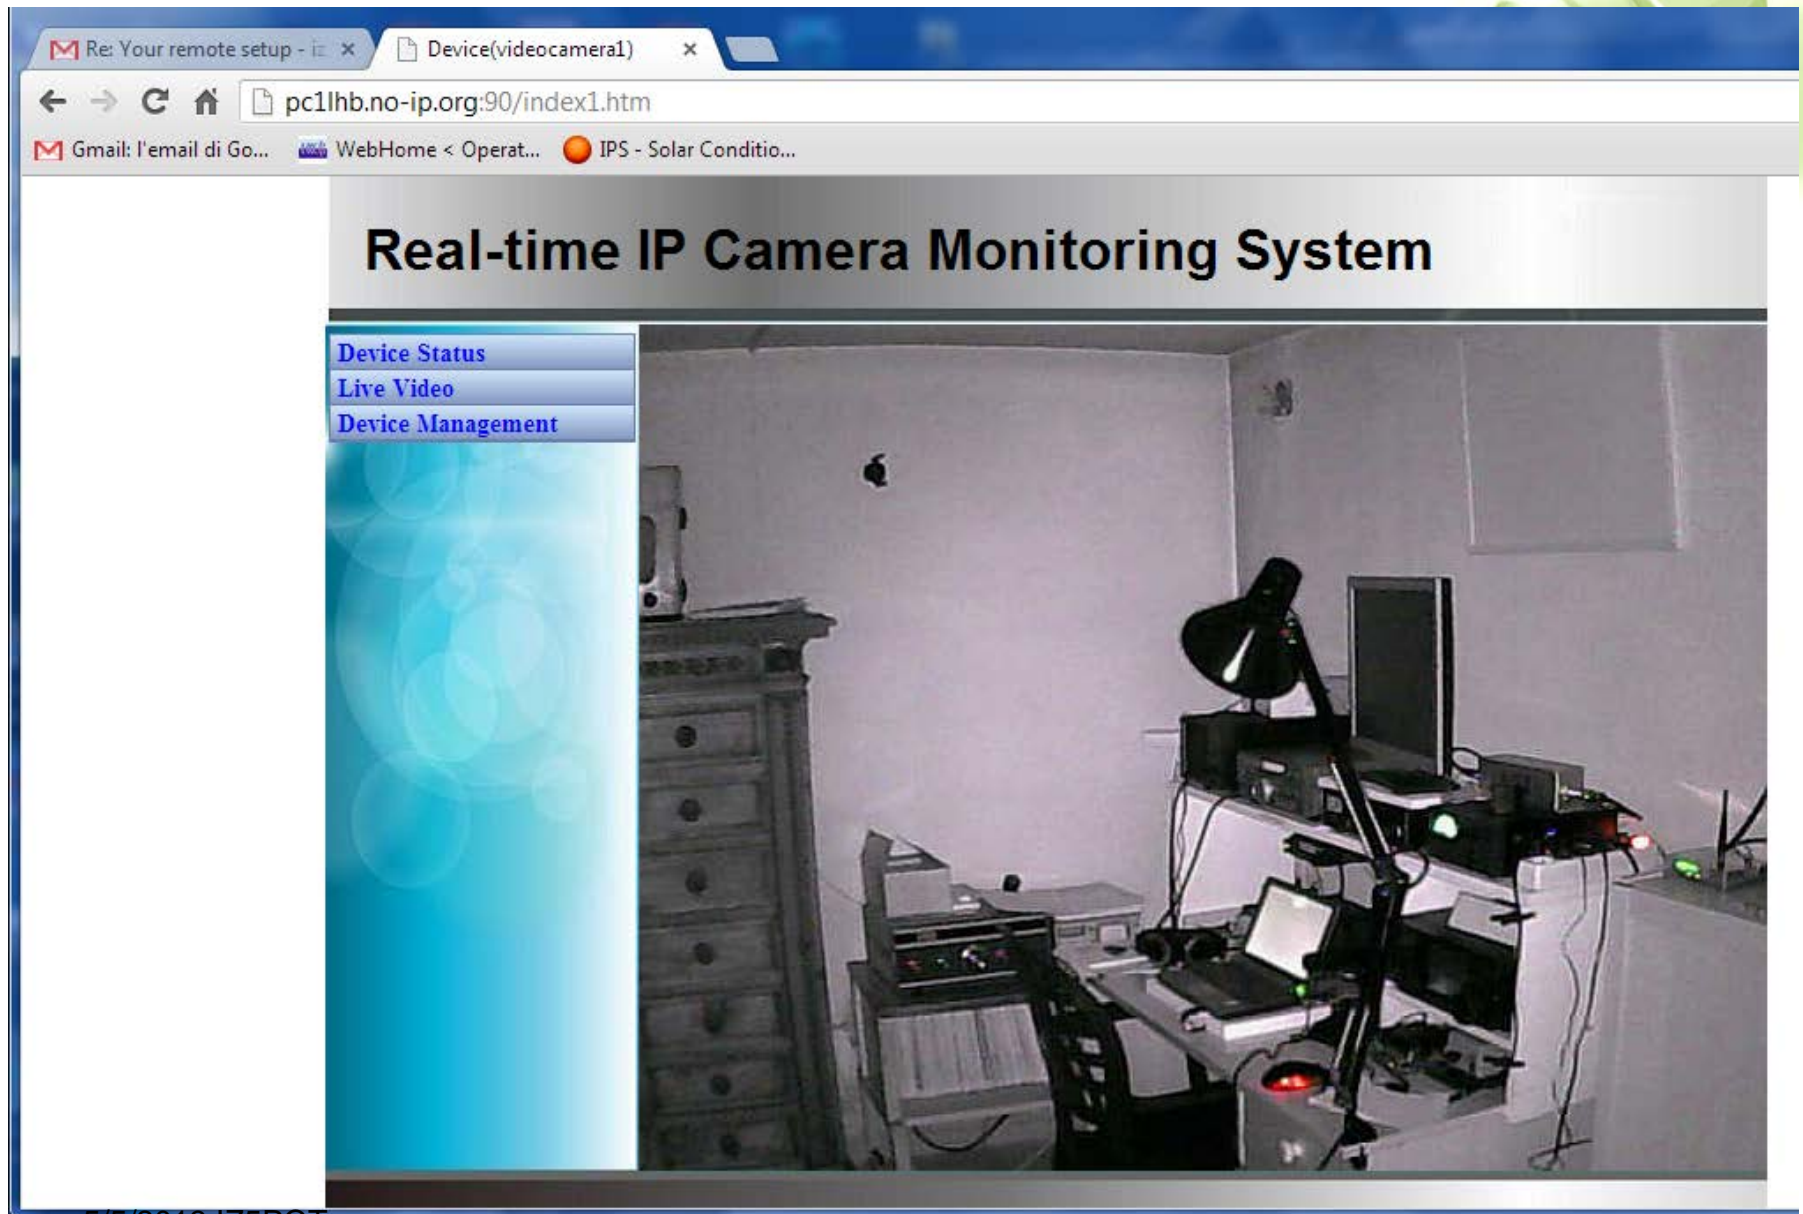 Re: Your remote setup - iz
Device(videocamera1)
pc1lhb.no-ip.org:90/index1.htm
Gmail: l'email di Go...
WebHome < Operat...
IPS - Solar Conditio...
Real-time IP Camera Monitoring System
Device Status
Live Video
Device Management